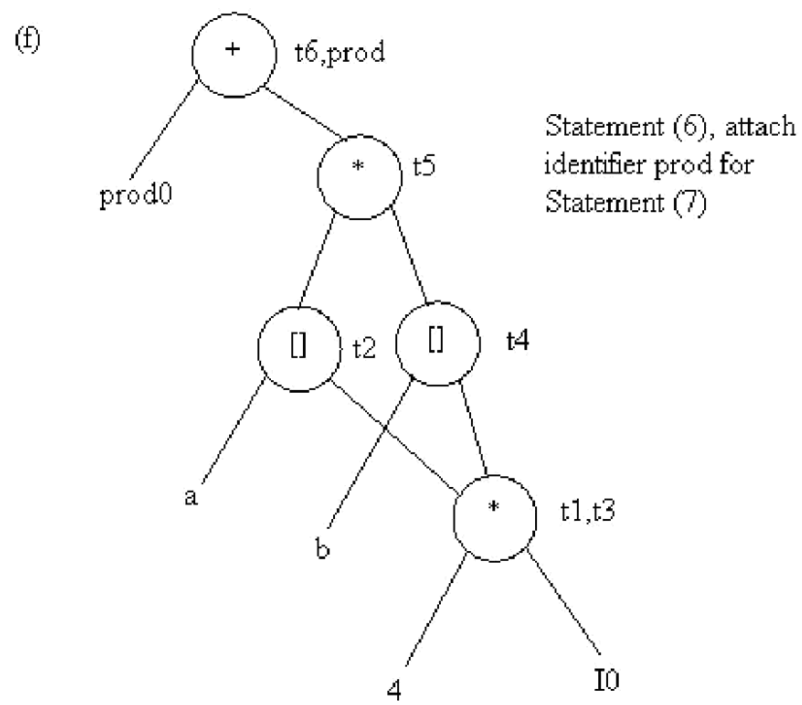 (f)
+
t6,prod
Statement (6), attach
identifier prod for
Statement (7)
*
t5
prod0
[]
t2
[]
t4
a
b
*
t1,t3
4
I0